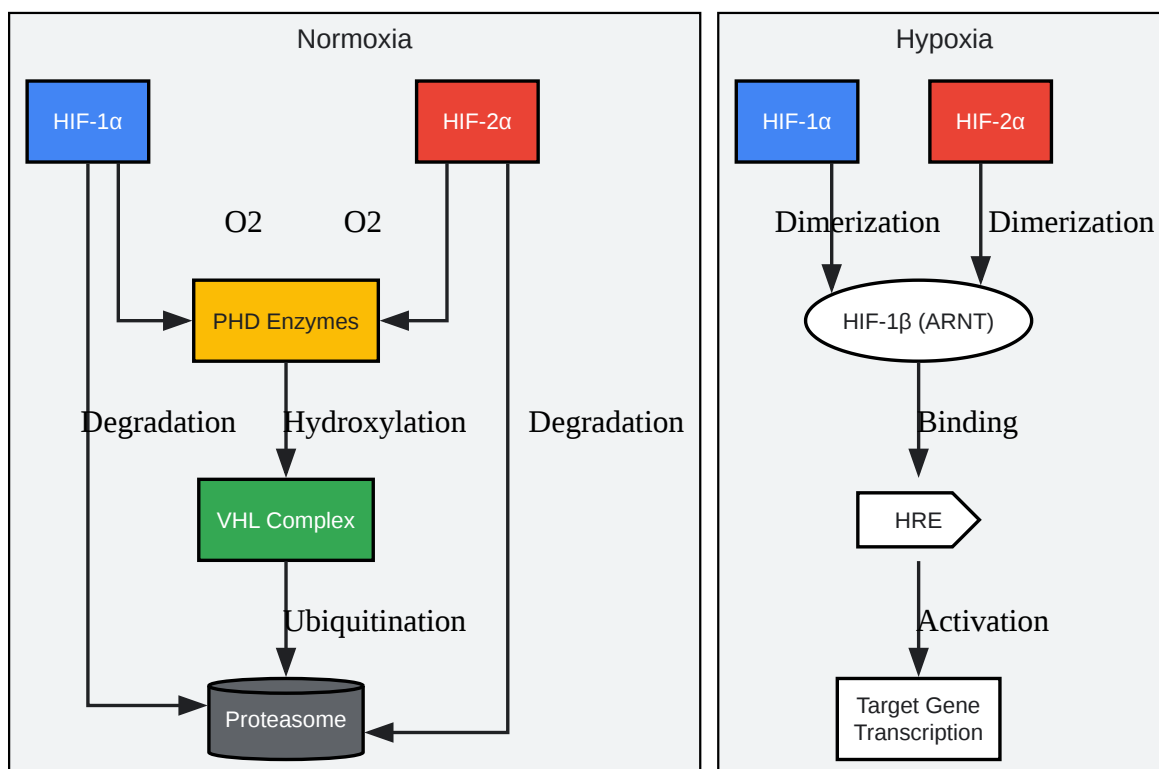 Normoxia
HIF-1α
HIF-2α
O2
O2
PHD Enzymes
Degradation
Hydroxylation
Degradation
VHL Complex
Ubiquitination
Proteasome
Hypoxia
HIF-1α
HIF-2α
Dimerization
Dimerization
HIF-1β (ARNT)
Binding
HRE
Activation
Target Gene
Transcription